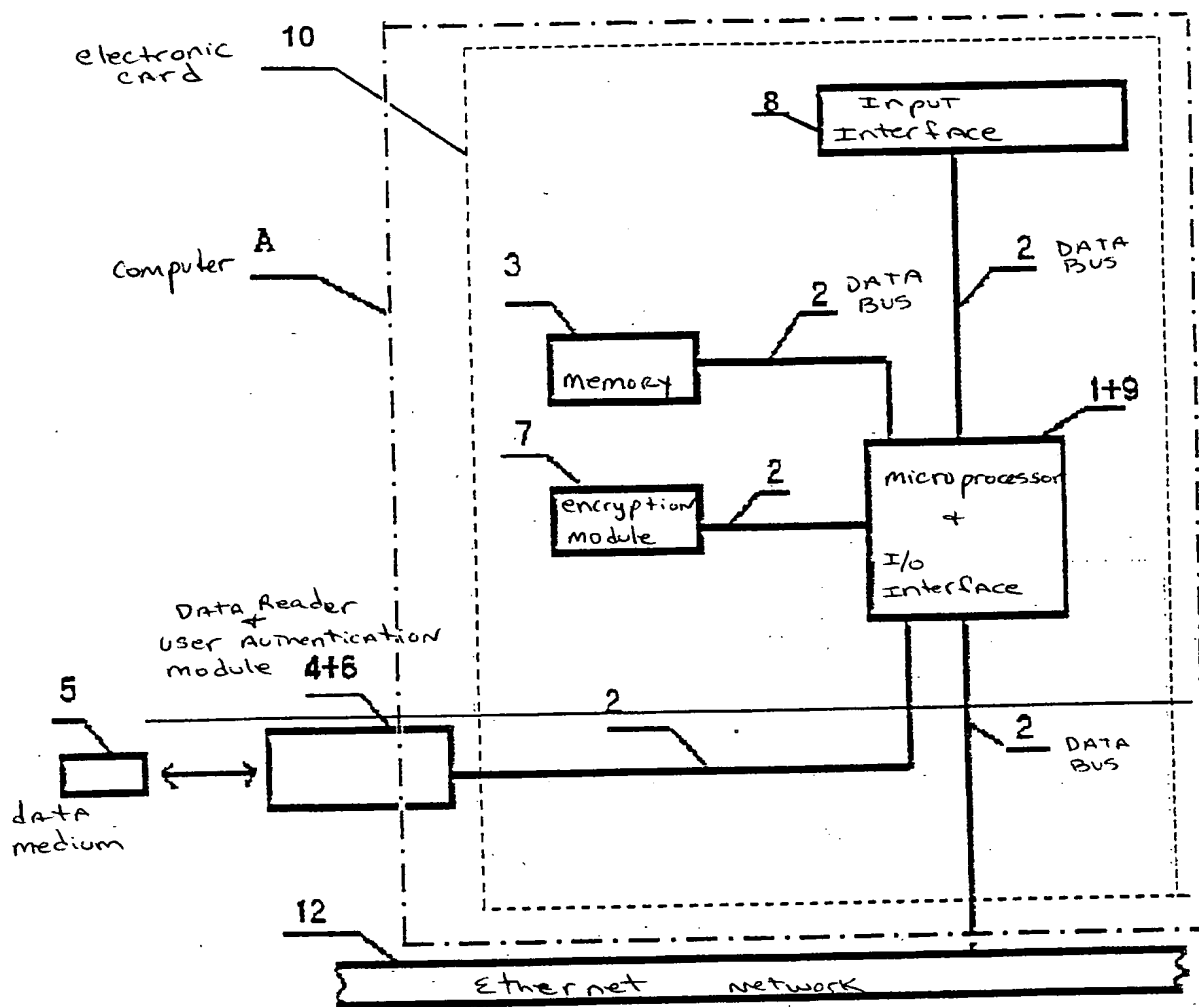 10
electronic
card
8
Input
Interface
A
Computer
3
2 DATA
BUS
2 DATA
BUS
memory
1+9
7
2
encryption
module
microprocessor
+
I/o
Interface
DATA Reader
+
user Authentication
module 4+6
5
2
2 DATA
BUS
data
medium
12
Ethernet network